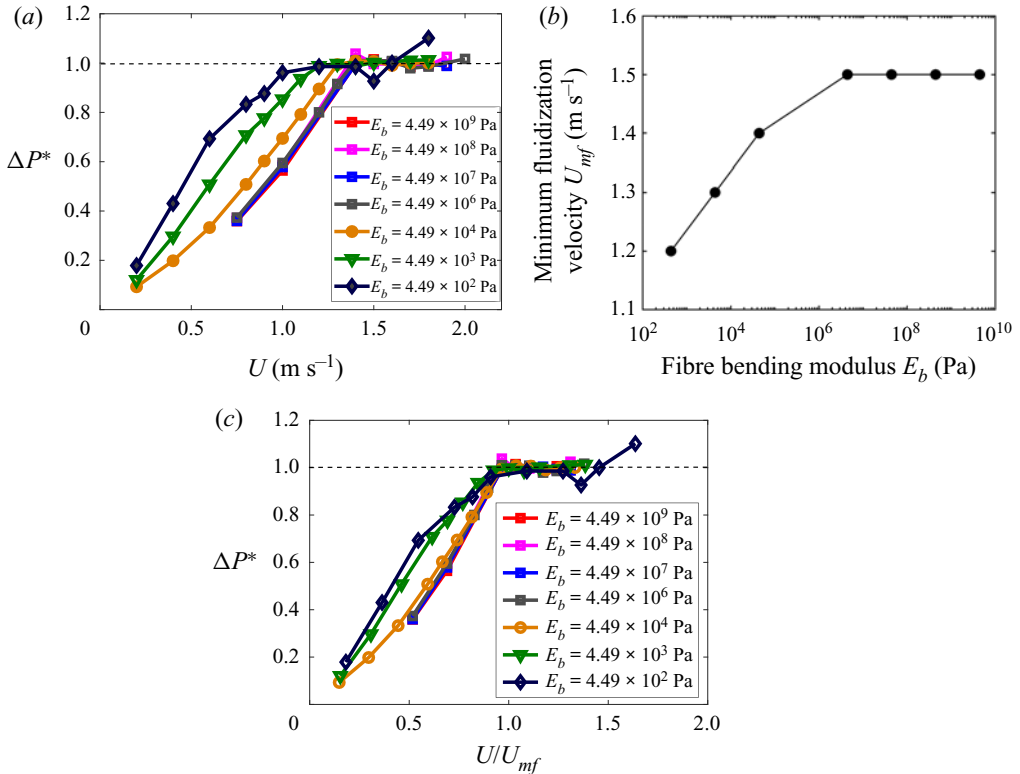 (a)
1.2
1.0
0.8
0.6
0.4
0.2
ΔP*
0
0.5
1.0
1.5
2.0
U (m s⁻¹)
E_b = 4.49 × 10⁹ Pa
E_b = 4.49 × 10⁸ Pa
E_b = 4.49 × 10⁷ Pa
E_b = 4.49 × 10⁶ Pa
E_b = 4.49 × 10⁴ Pa
E_b = 4.49 × 10³ Pa
E_b = 4.49 × 10² Pa
(b)
1.6
1.5
1.4
1.3
1.2
1.1
Minimum fluidization
velocity U_mf (m s⁻¹)
10²
10⁴
10⁶
10⁸
10¹⁰
Fibre bending modulus E_b (Pa)
(c)
1.2
1.0
0.8
0.6
0.4
0.2
ΔP*
0
0.5
1.0
1.5
2.0
U/U_mf
E_b = 4.49 × 10⁹ Pa
E_b = 4.49 × 10⁸ Pa
E_b = 4.49 × 10⁷ Pa
E_b = 4.49 × 10⁶ Pa
E_b = 4.49 × 10⁴ Pa
E_b = 4.49 × 10³ Pa
E_b = 4.49 × 10² Pa